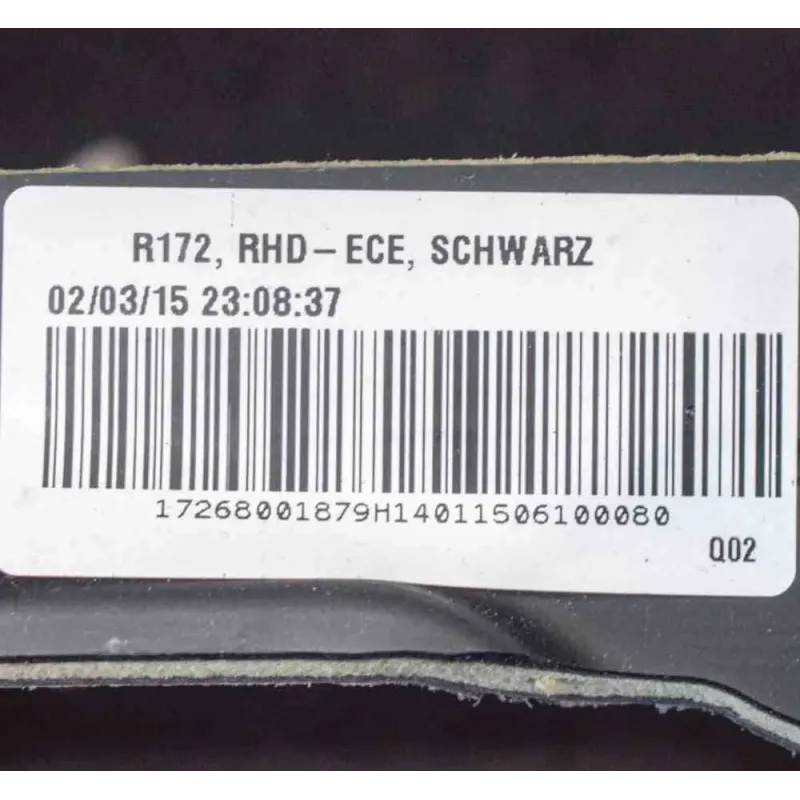 R172, RHD-ECE, SCHWARZ
02/03/15 23:08:37
17268001879H14011506100080
Q02